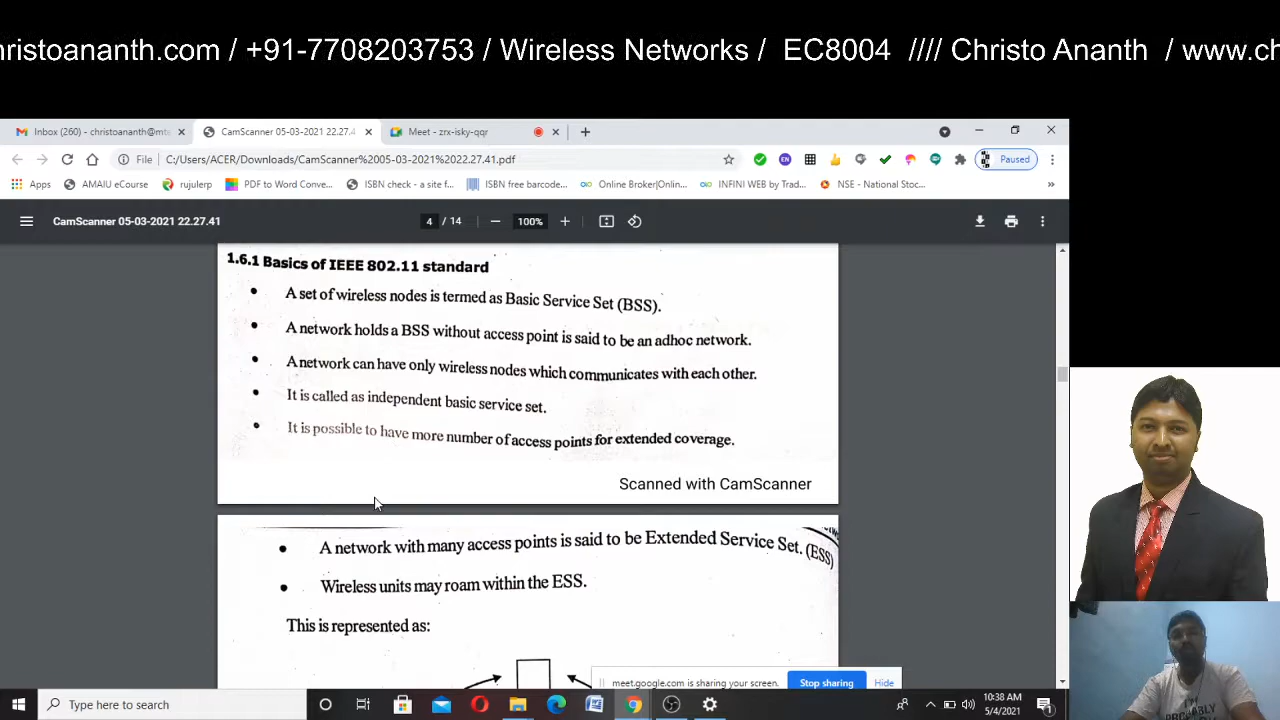 hristoananth.com / +91-7708203753 / Wireless Networks /  EC8004  //// Christo Ananth  / www.ch
Inbox (260) - christoananth@mt
CamScanner 05-03-2021 22.27.4
Meet - zrx-isky-qqr
File
C:/Users/ACER/Downloads/CamScanner%2005-03-2021%2022.27.41.pdf
EN
Paused
Apps
AMAIU eCourse
rujulerp
PDF to Word Conve...
ISBN check - a site f...
ISBN free barcode...
Online Broker|Onlin...
INFINI WEB by Trad...
NSE - National Stoc...
»
CamScanner 05-03-2021 22.27.41
4 / 14
100%
1.6.1 Basics of IEEE 802.11 standard
• A set of wireless nodes is termed as Basic Service Set (BSS).
• A network holds a BSS without access point is said to be an adhoc network.
• A network can have only wireless nodes which communicates with each other.
• It is called as independent basic service set.
• It is possible to have more number of access points for extended coverage.
Scanned with CamScanner
• A network with many access points is said to be Extended Service Set. (ESS)
• Wireless units may roam within the ESS.
This is represented as:
meet.google.com is sharing your screen.
Stop sharing
Hide
Type here to search
10:38 AM
5/4/2021
PROBABLY